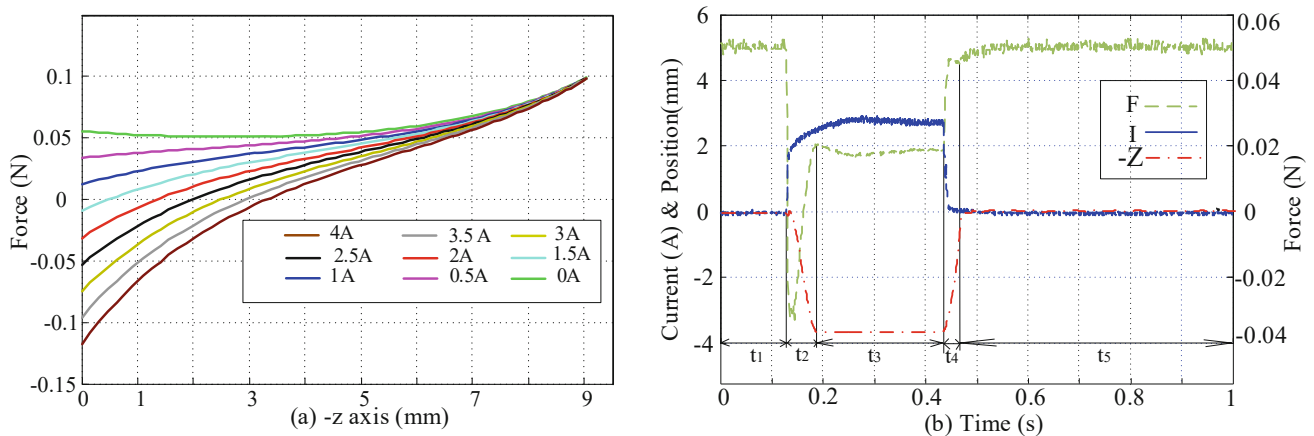 0.1
0.05
0
-0.05
-0.1
-0.15
Force (N)
4A 3.5 A 3A
2.5A 2A 1.5A
1A 0.5A 0A
0 1 3 5 7 9
(a) -z axis (mm)
6
4
2
0
-2
-4
Current (A) & Position(mm)
0.06
0.04
0.02
0
-0.02
-0.04
Force (N)
F
I
-Z
t1 t2 t3 t4 t5
0 0.2 0.4 0.6 0.8 1
(b) Time (s)